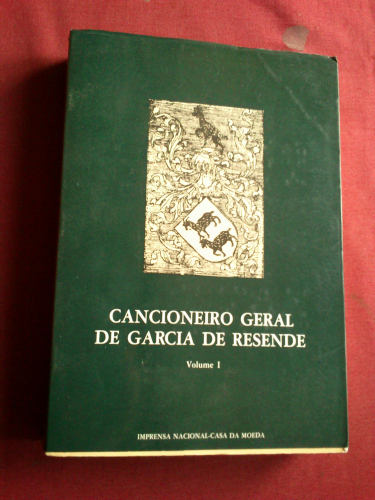 CANCIONEIRO GERAL
DE GARCIA DE RESENDE
Volume I
IMPRENSA NACIONAL-CASA DA MOEDA